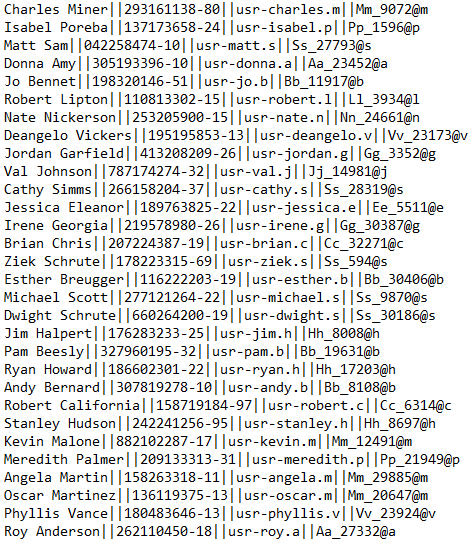 Charles Miner||293161138-80||usr-charles.m||Mm_9072@m
Isabel Poreba||137173658-24||usr-isabel.p||Pp_1596@p
Matt Sam||042258474-10||usr-matt.s||Ss_27793@s
Donna Amy||305193396-10||usr-donna.a||Aa_23452@a
Jo Bennet||198320146-51||usr-jo.b||Bb_11917@b
Robert Lipton||110813302-15||usr-robert.l||Ll_3934@l
Nate Nickerson||253205900-15||usr-nate.n||Nn_24661@n
Deangelo Vickers||195195853-13||usr-deangelo.v||Vv_23173@v
Jordan Garfield||413208209-26||usr-jordan.g||Gg_3352@g
Val Johnson||787174274-32||usr-val.j||Jj_14981@j
Cathy Simms||266158204-37||usr-cathy.s||Ss_28319@s
Jessica Eleanor||189763825-22||usr-jessica.e||Ee_5511@e
Irene Georgia||219578980-26||usr-irene.g||Gg_30387@g
Brian Chris||207224387-19||usr-brian.c||Cc_32271@c
Ziek Schrute||178223315-69||usr-ziek.s||Ss_594@s
Esther Breugger||116222203-19||usr-esther.b||Bb_30406@b
Michael Scott||277121264-22||usr-michael.s||Ss_9870@s
Dwight Schrute||660264200-19||usr-dwight.s||Ss_30186@s
Jim Halpert||176283233-25||usr-jim.h||Hh_8008@h
Pam Beesly||327960195-32||usr-pam.b||Bb_19631@b
Ryan Howard||186602301-22||usr-ryan.h||Hh_17203@h
Andy Bernard||307819278-10||usr-andy.b||Bb_8108@b
Robert California||158719184-97||usr-robert.c||Cc_6314@c
Stanley Hudson||242241256-95||usr-stanley.h||Hh_8697@h
Kevin Malone||882102287-17||usr-kevin.m||Mm_12491@m
Meredith Palmer||209133313-31||usr-meredith.p||Pp_21949@p
Angela Martin||158263318-11||usr-angela.m||Mm_29885@m
Oscar Martinez||136119375-13||usr-oscar.m||Mm_20647@m
Phyllis Vance||180483646-13||usr-phyllis.v||Vv_23924@v
Roy Anderson||262110450-18||usr-roy.a||Aa_27332@a